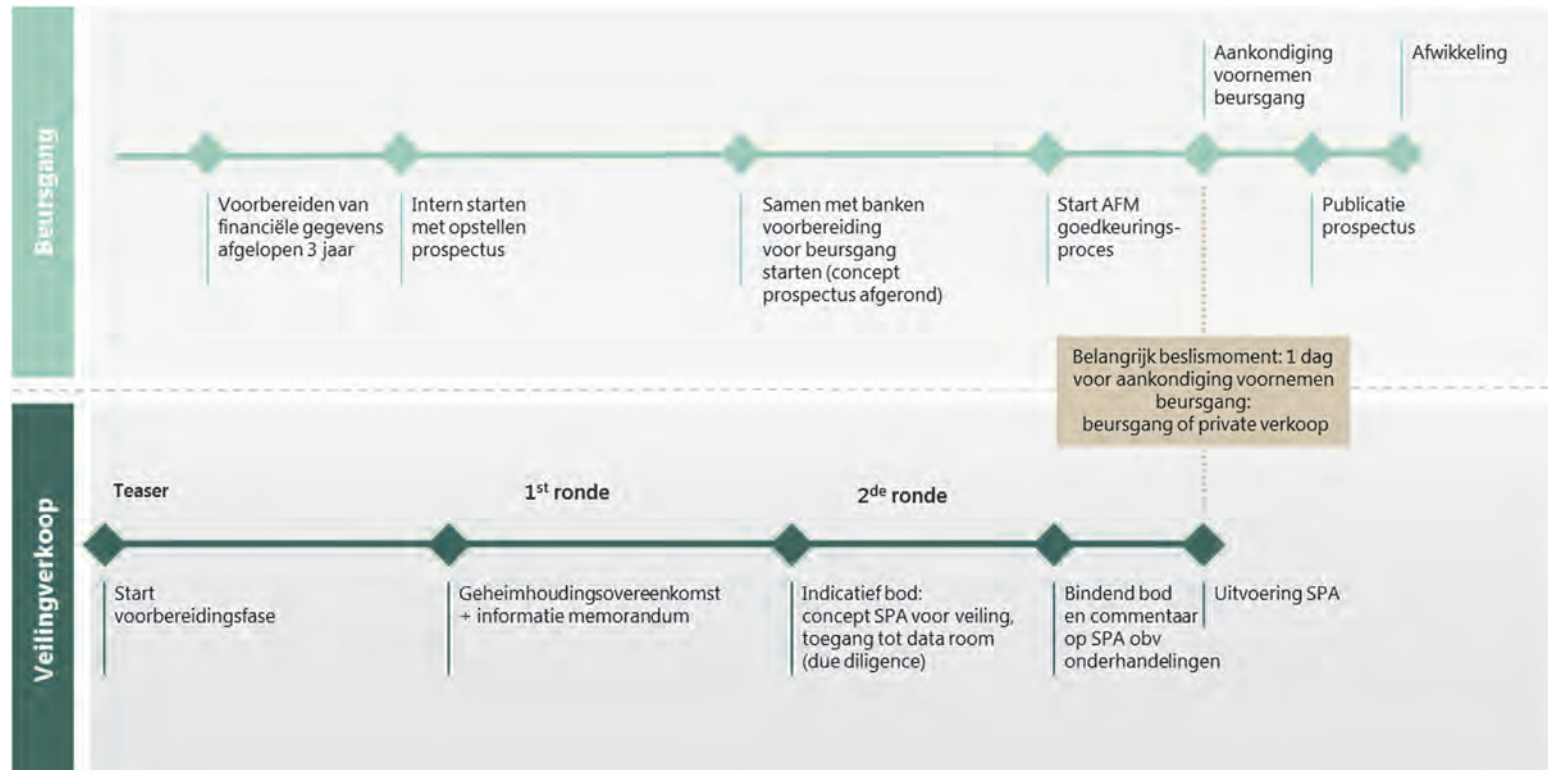 Beursgang
Aankondiging
voornemen
beursgang
Afwikkeling
Voorbereiden van
financiële gegevens
afgelopen 3 jaar
Intern starten
met opstellen
prospectus
Samen met banken
voorbereiding
voor beursgang
starten (concept
prospectus afgerond)
Start AFM
goedkeurings-
proces
Publicatie
prospectus
Belangrijk beslismoment: 1 dag
voor aankondiging voornemen
beursgang:
beursgang of private verkoop
Veilingverkoop
Teaser
1st ronde
2de ronde
Start
voorbereidingsfase
Geheimhoudingsovereenkomst
+ informatie memorandum
Indicatief bod:
concept SPA voor veiling,
toegang tot data room
(due diligence)
Bindend bod
en commentaar
op SPA obv
onderhandelingen
Uitvoering SPA